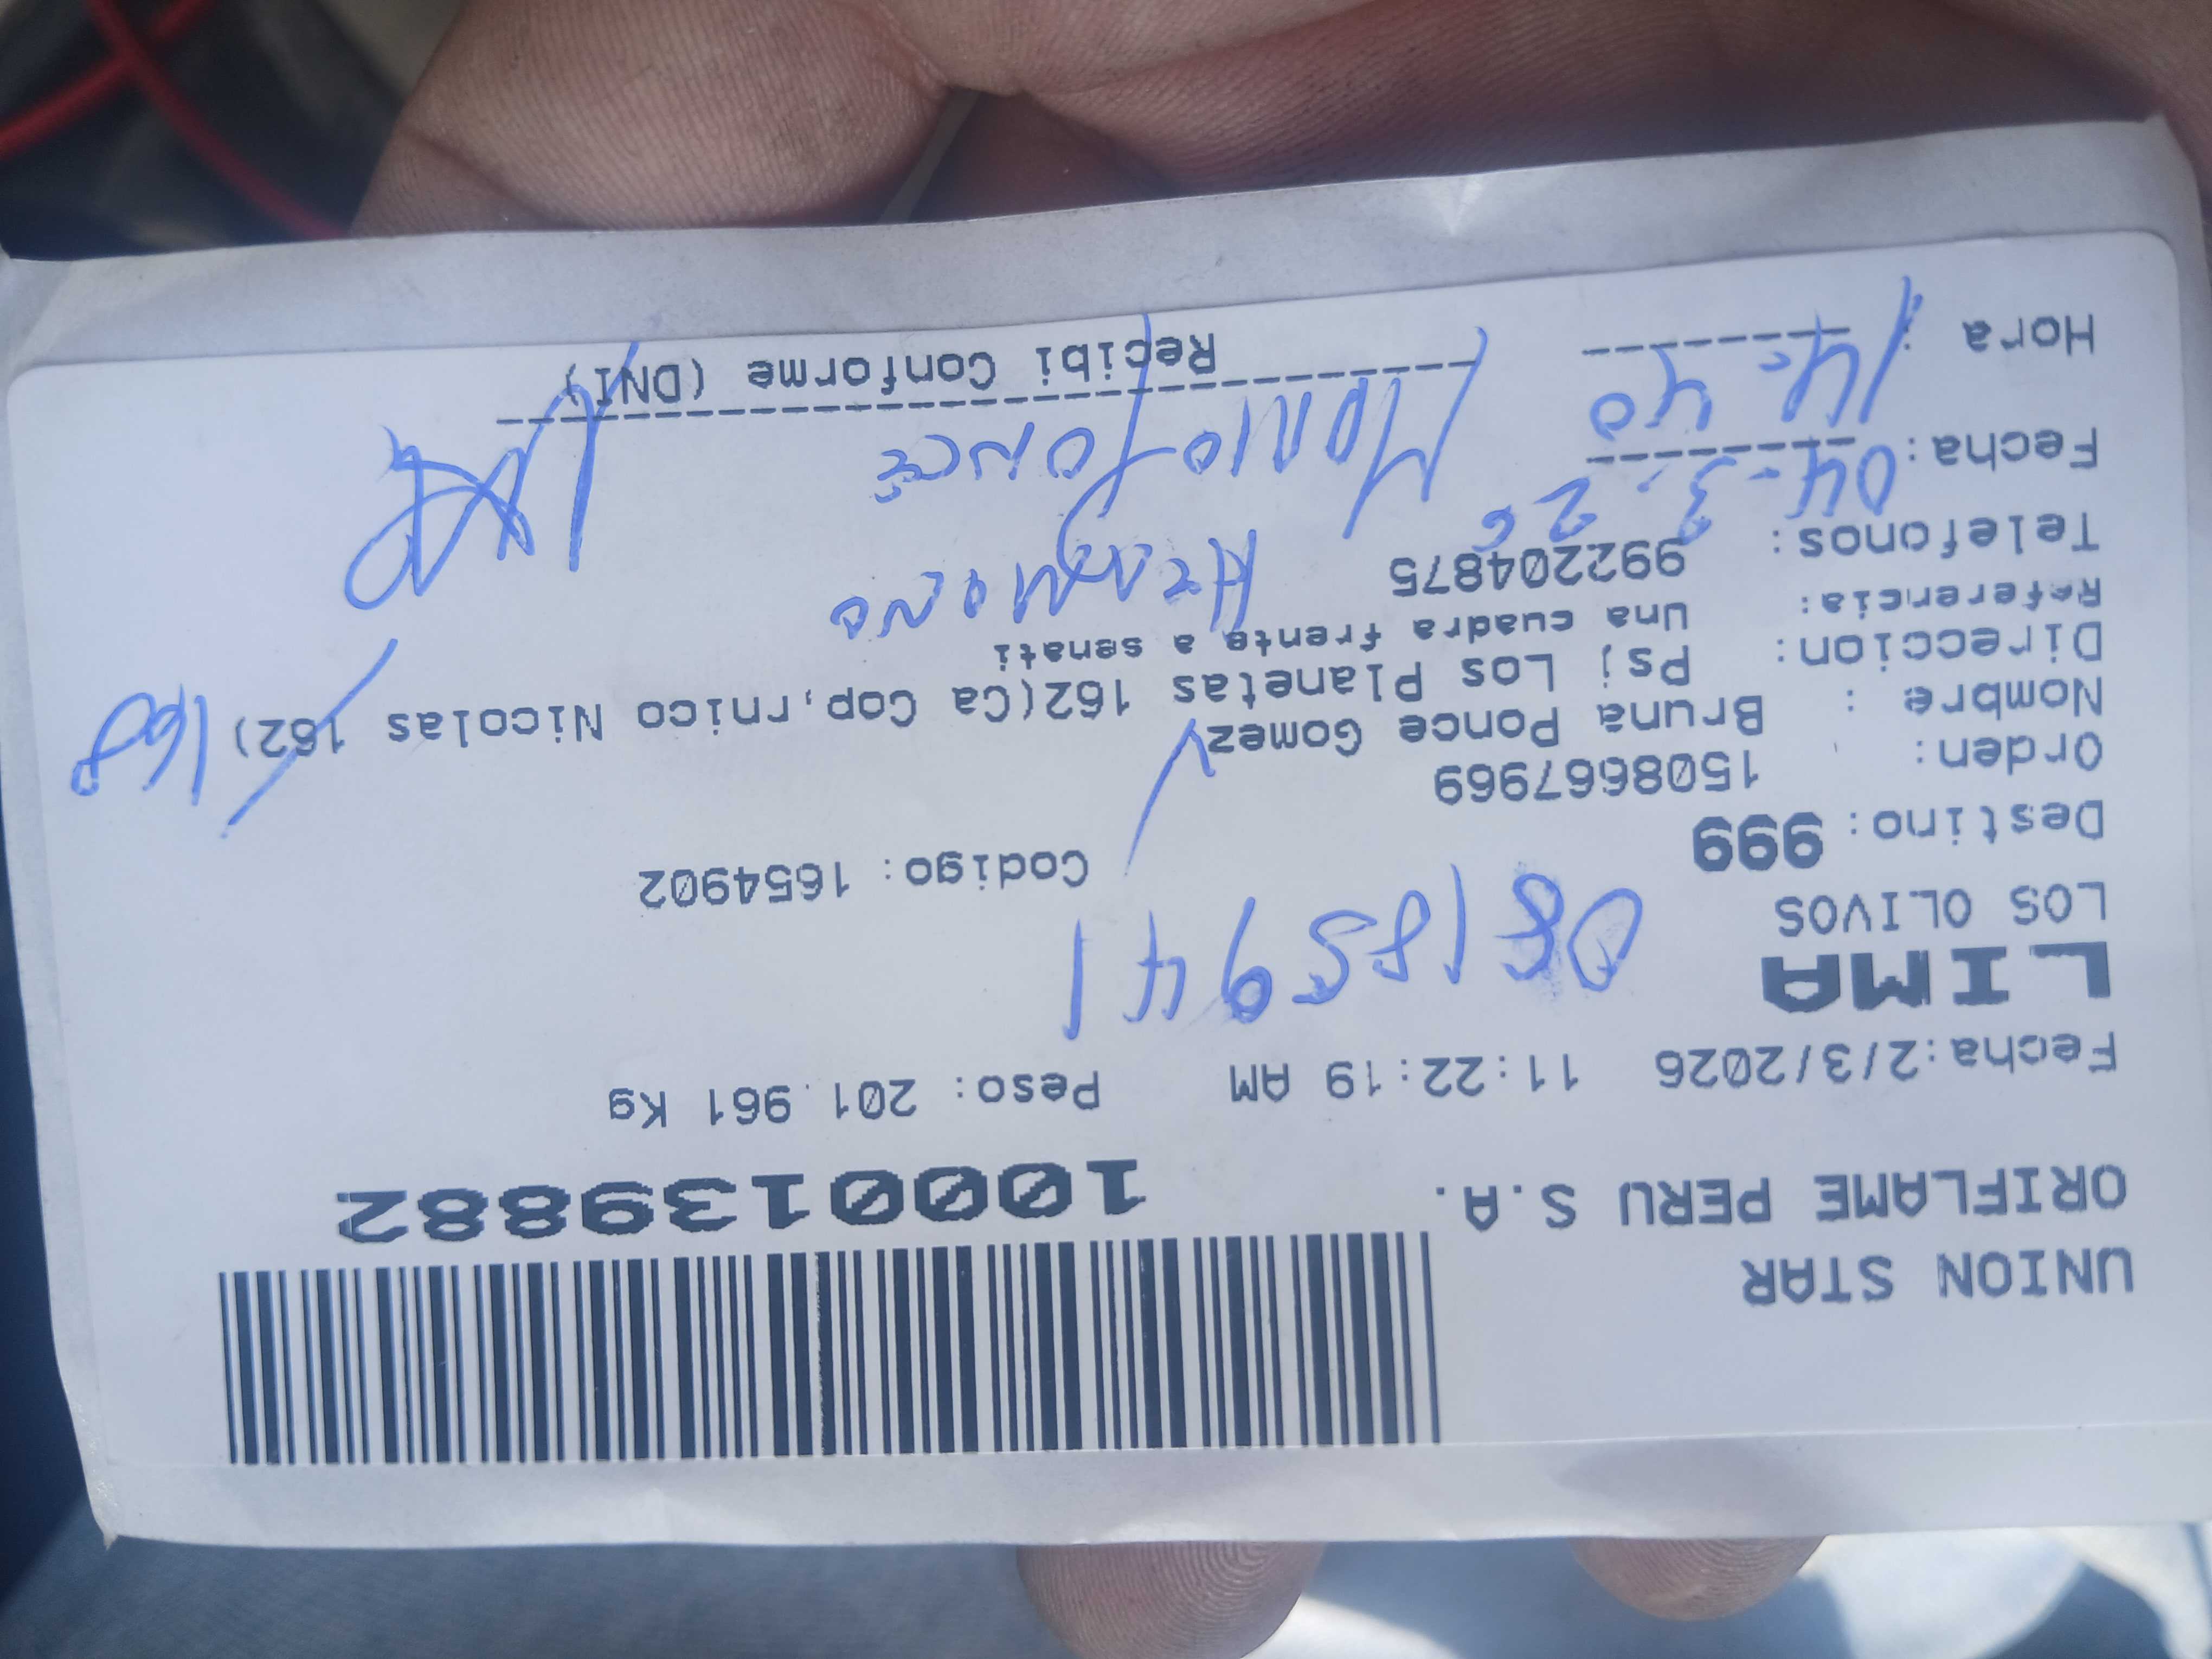 UNION STAR
ORIFLAME PERU S.A.
1000139882
Fecha:2/3/2026 11:22:19 AM Peso: 201.961 Kg
LIMA
LOS OLIVOS
08185941
Destino: 999 Codigo: 1654902
Orden: 1508667969
Nombre : Bruna Ponce Gomez
Direccion: Psj Los Planetas 162(Ca Cop,rnico Nicolas 162) 168
Referencia: Una cuadra frente a senati
Telefonos: 992204875
HERMANO
Fecha: 04-3-26
PONCE
Hora : 14:40
Recibi Conforme (DNI)